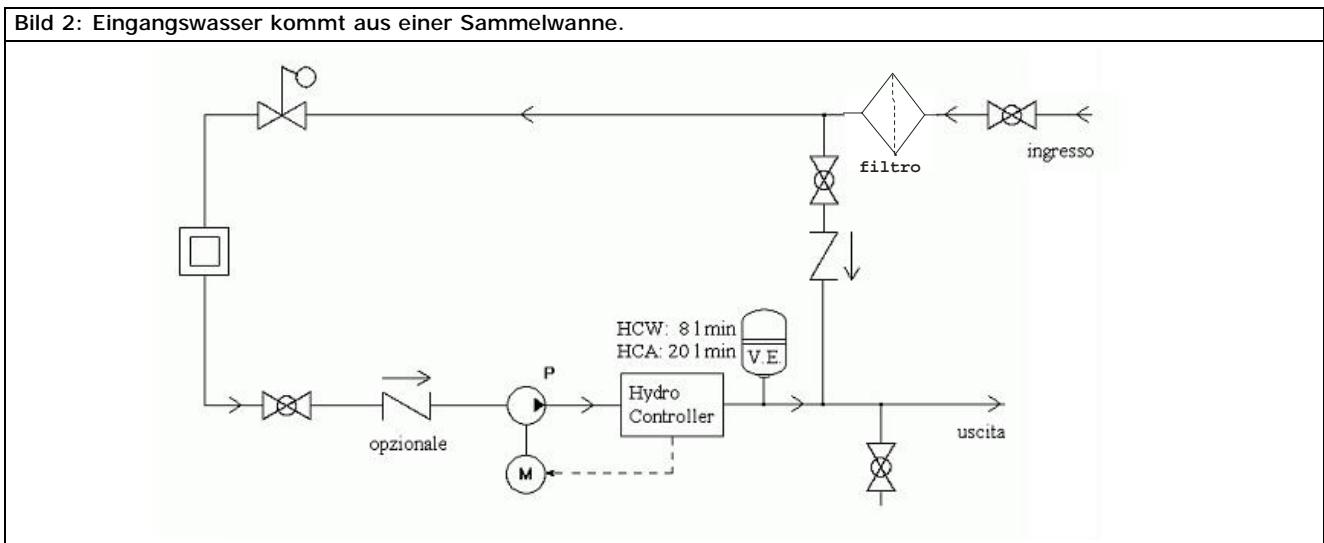 Bild 2: Eingangswasser kommt aus einer Sammelwanne.
ingresso
filtro
HCW: 8 l min
HCA: 20 l min
V.E.
P
Hydro
Controller
opzionale
uscita
M